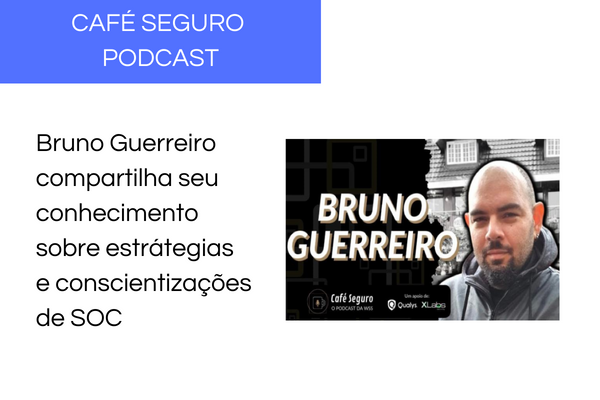 CAFÉ SEGURO
PODCAST
Bruno Guerreiro
compartilha seu
conhecimento
sobre estrátegias
e conscientizações
de SOC
BRUNO
GUERREIRO
Café Seguro
O PODCAST DA WSS
Um apoio de:
Qualys XLabs